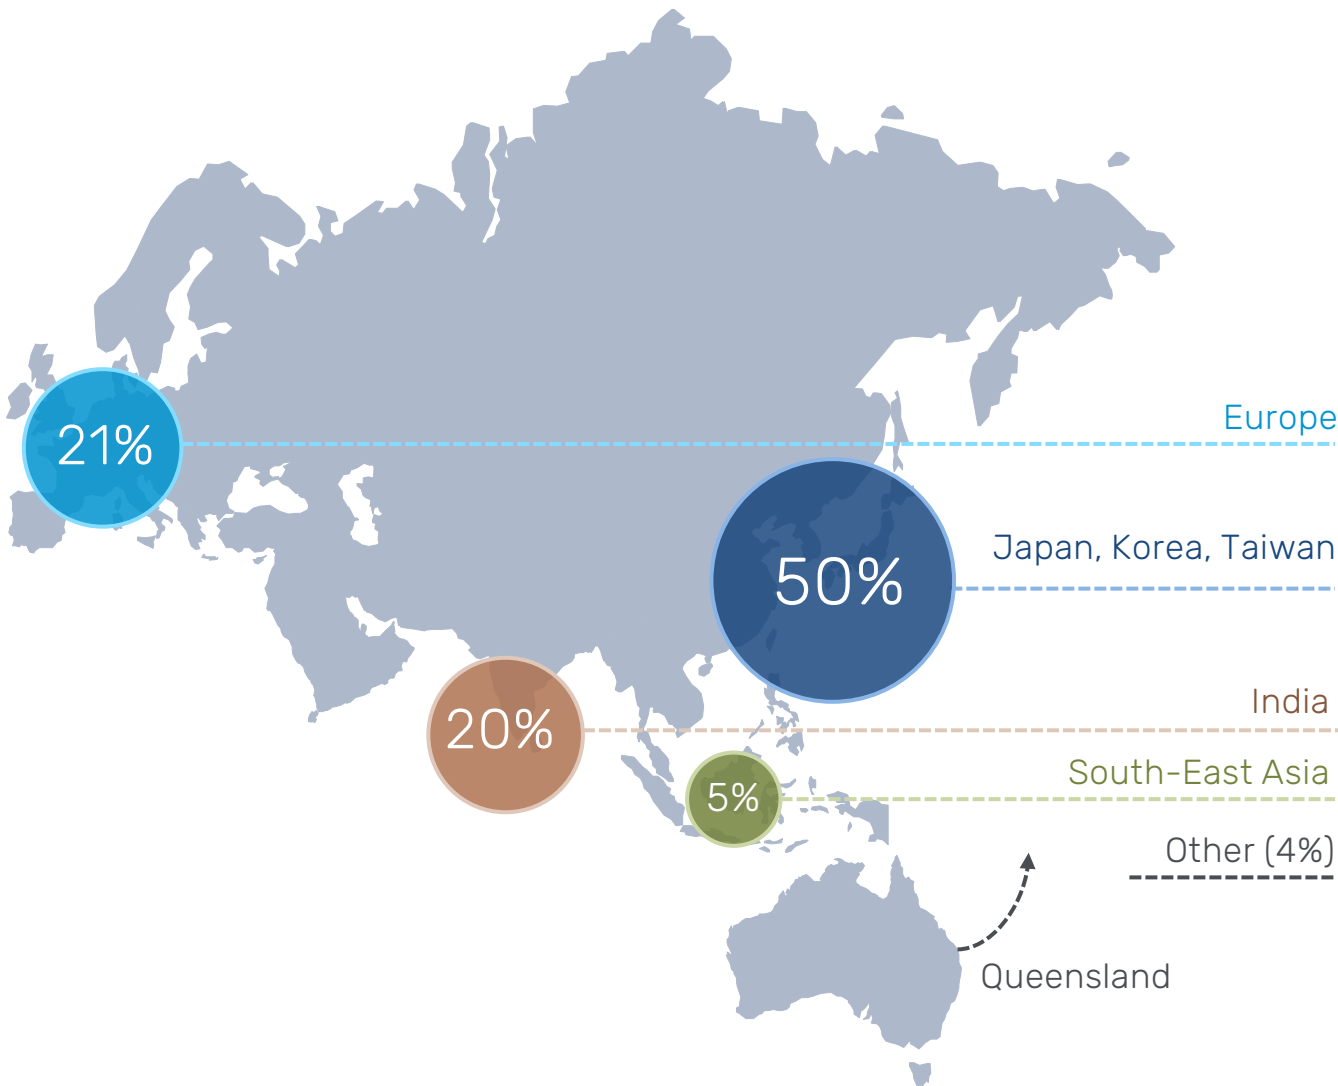 Europe
21%
Japan, Korea, Taiwan
50%
India
20%
South-East Asia
5%
Other (4%)
Queensland